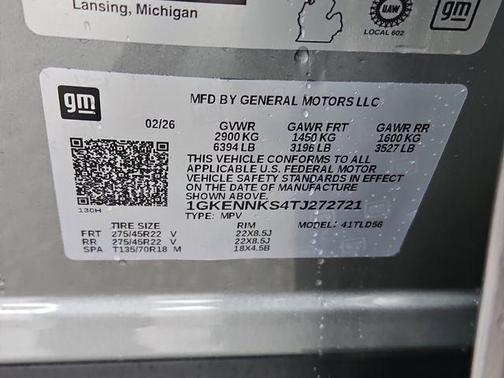 Lansing, Michigan
UAW
LOCAL 602
gm
gm
MFD BY GENERAL MOTORS LLC
02/26 GVWR GAWR FRT GAWR RR
2900 KG 1450 KG 1600 KG
6394 LB 3196 LB 3527 LB
THIS VEHICLE CONFORMS TO ALL
APPLICABLE U.S. FEDERAL MOTOR
VEHICLE SAFETY STANDARDS IN EFFECT
ON THE DATE OF MANUFACTURE
SHOWN ABOVE.
1GKENNKS4TJ272721
130H TYPE: MPV
TIRE SIZE RIM MODEL: 41TLD56
FRT 275/45R22 V 22X8.5J
RR 275/45R22 V 22X8.5J
SPA T135/70R18 M 18X4.5B